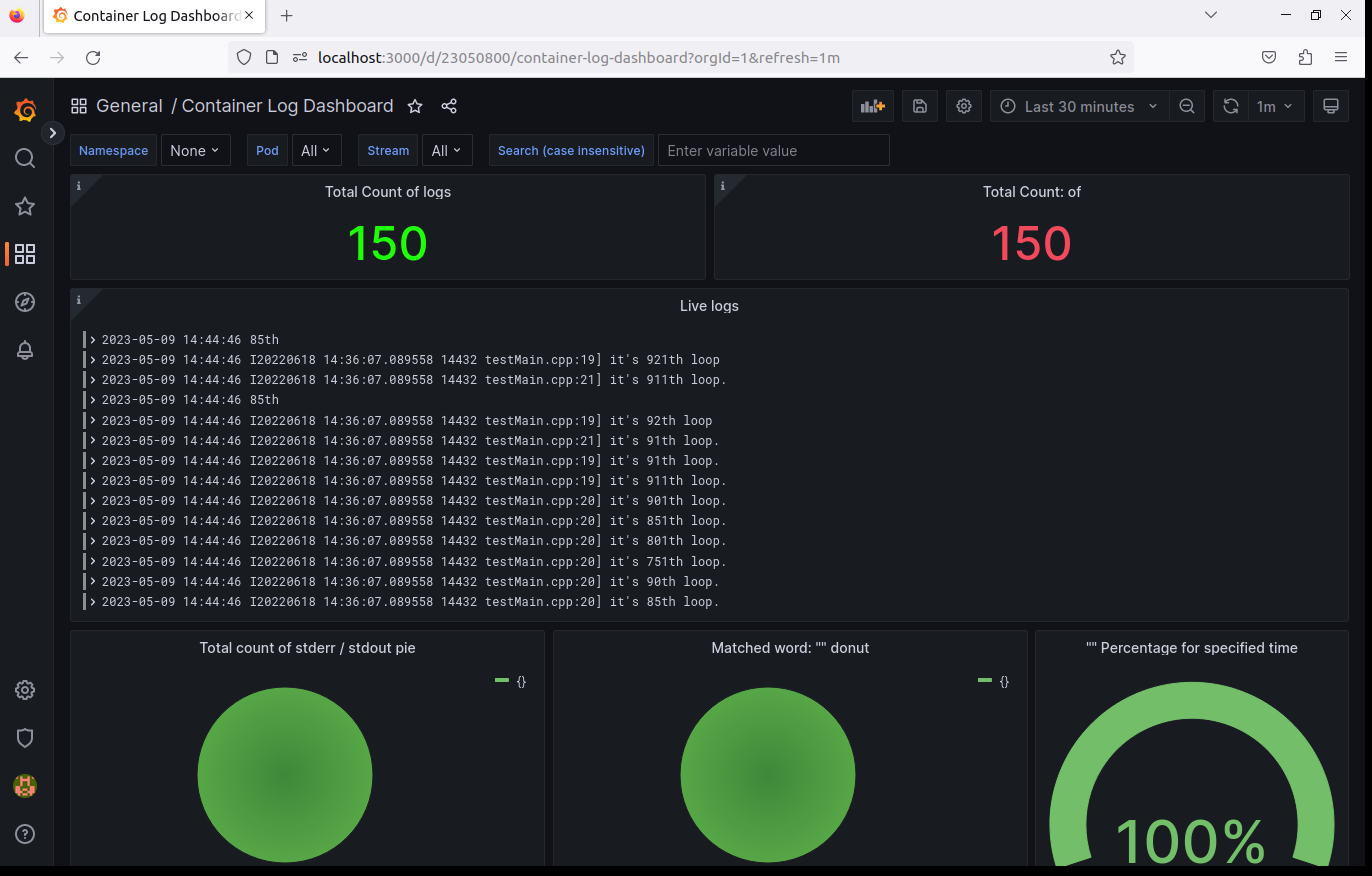 Container Log Dashboard
localhost:3000/d/23050800/container-log-dashboard?orgId=1&refresh=1m
General / Container Log Dashboard
Last 30 minutes
1m
Namespace None Pod All Stream All Search (case insensitive) Enter variable value
Total Count of logs
150
Total Count: of
150
Live logs
2023-05-09 14:44:46 85th
2023-05-09 14:44:46 I20220618 14:36:07.089558 14432 testMain.cpp:19] it's 921th loop
2023-05-09 14:44:46 I20220618 14:36:07.089558 14432 testMain.cpp:21] it's 911th loop.
2023-05-09 14:44:46 85th
2023-05-09 14:44:46 I20220618 14:36:07.089558 14432 testMain.cpp:19] it's 92th loop
2023-05-09 14:44:46 I20220618 14:36:07.089558 14432 testMain.cpp:21] it's 91th loop.
2023-05-09 14:44:46 I20220618 14:36:07.089558 14432 testMain.cpp:19] it's 91th loop.
2023-05-09 14:44:46 I20220618 14:36:07.089558 14432 testMain.cpp:19] it's 911th loop.
2023-05-09 14:44:46 I20220618 14:36:07.089558 14432 testMain.cpp:20] it's 901th loop.
2023-05-09 14:44:46 I20220618 14:36:07.089558 14432 testMain.cpp:20] it's 851th loop.
2023-05-09 14:44:46 I20220618 14:36:07.089558 14432 testMain.cpp:20] it's 801th loop.
2023-05-09 14:44:46 I20220618 14:36:07.089558 14432 testMain.cpp:20] it's 751th loop.
2023-05-09 14:44:46 I20220618 14:36:07.089558 14432 testMain.cpp:20] it's 90th loop.
2023-05-09 14:44:46 I20220618 14:36:07.089558 14432 testMain.cpp:20] it's 85th loop.
Total count of stderr / stdout pie
{}
Matched word: "" donut
{}
"" Percentage for specified time
100%